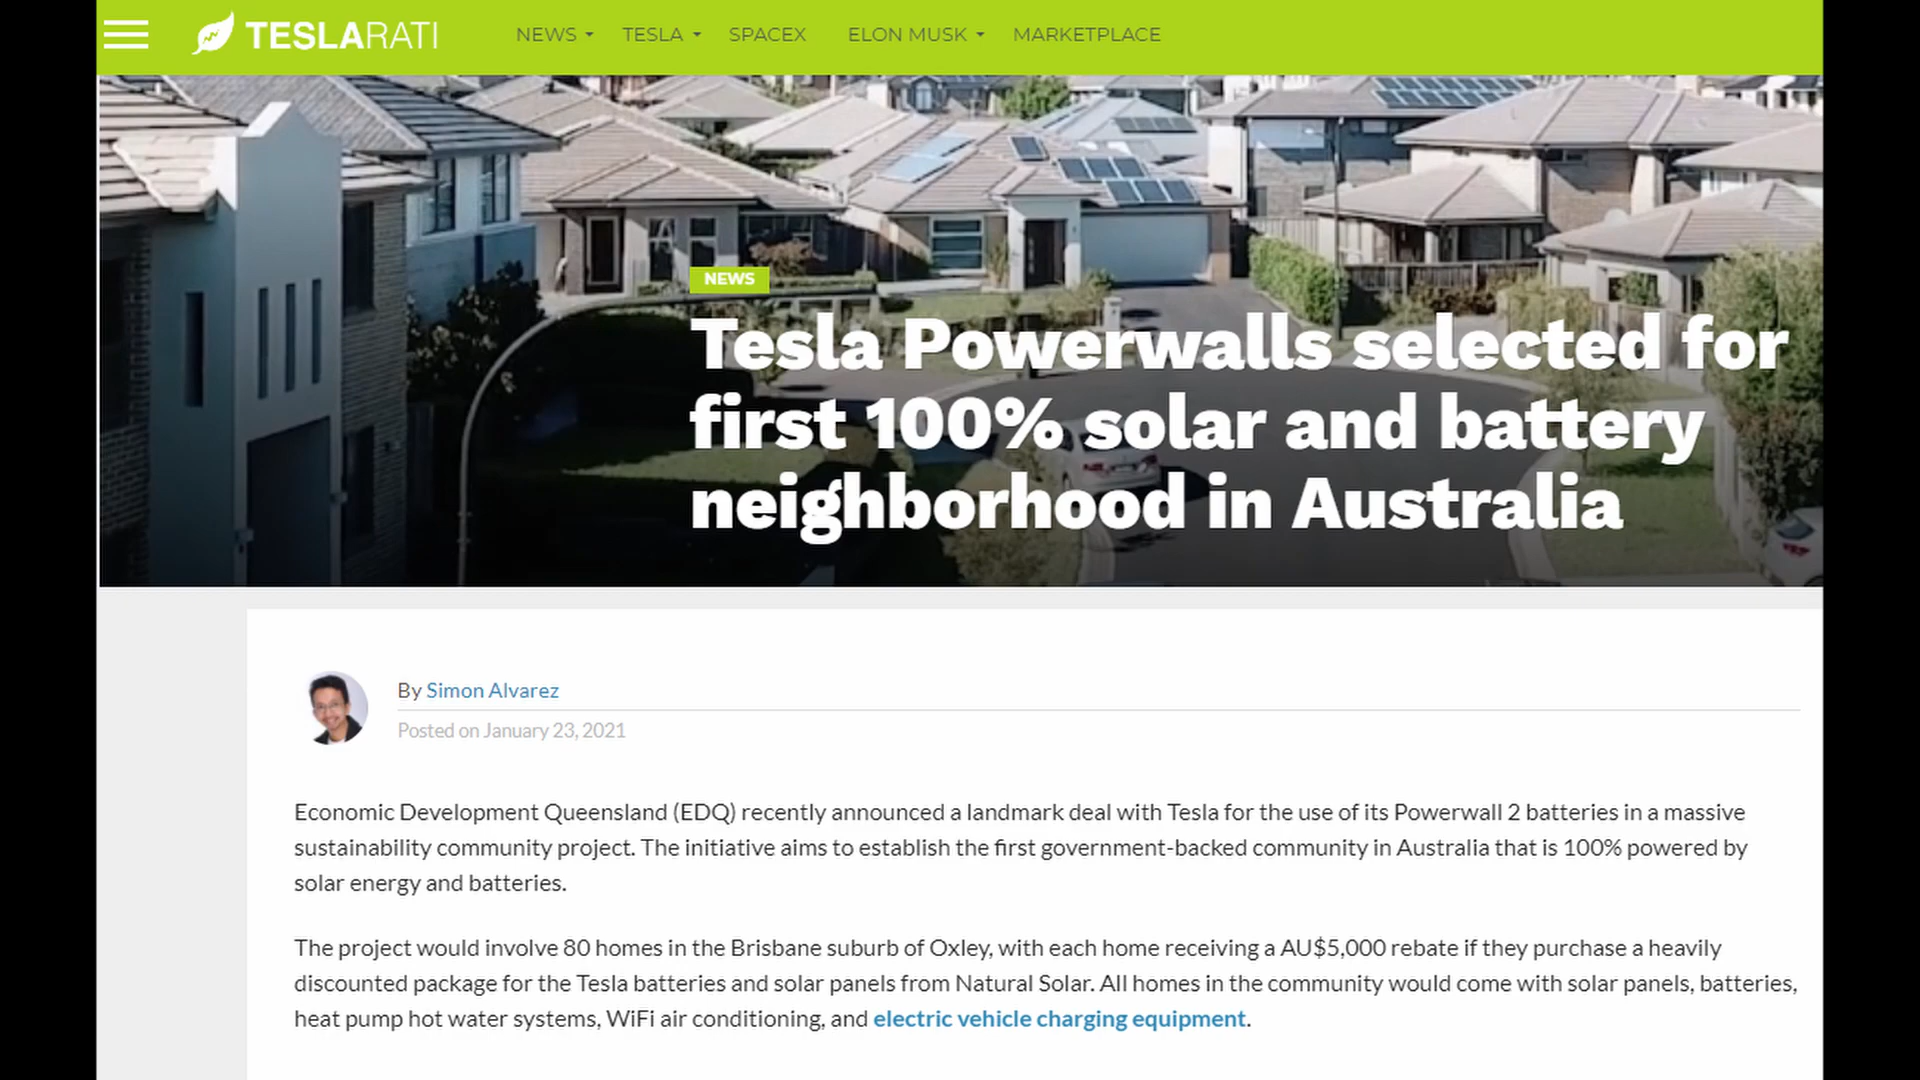 TESLARATI NEWS TESLA SPACEX ELON MUSK MARKETPLACE
NEWS
Tesla Powerwalls selected for
first 100% solar and battery
neighborhood in Australia
By Simon Alvarez
Posted on January 23, 2021
Economic Development Queensland (EDQ) recently announced a landmark deal with Tesla for the use of its Powerwall 2 batteries in a massive
sustainability community project. The initiative aims to establish the first government-backed community in Australia that is 100% powered by
solar energy and batteries.
The project would involve 80 homes in the Brisbane suburb of Oxley, with each home receiving a AU$5,000 rebate if they purchase a heavily
discounted package for the Tesla batteries and solar panels from Natural Solar. All homes in the community would come with solar panels, batteries,
heat pump hot water systems, WiFi air conditioning, and electric vehicle charging equipment.